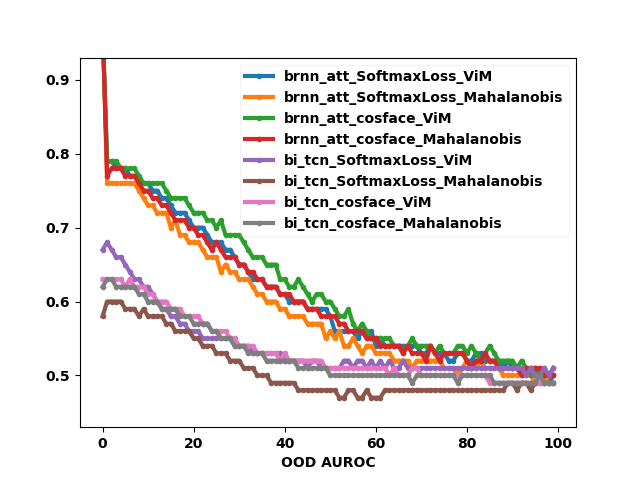 0.9
0.8
0.7
0.6
0.5
brnn_att_SoftmaxLoss_ViM
brnn_att_SoftmaxLoss_Mahalanobis
brnn_att_cosface_ViM
brnn_att_cosface_Mahalanobis
bi_tcn_SoftmaxLoss_ViM
bi_tcn_SoftmaxLoss_Mahalanobis
bi_tcn_cosface_ViM
bi_tcn_cosface_Mahalanobis
0 20 40 60 80 100
OOD AUROC